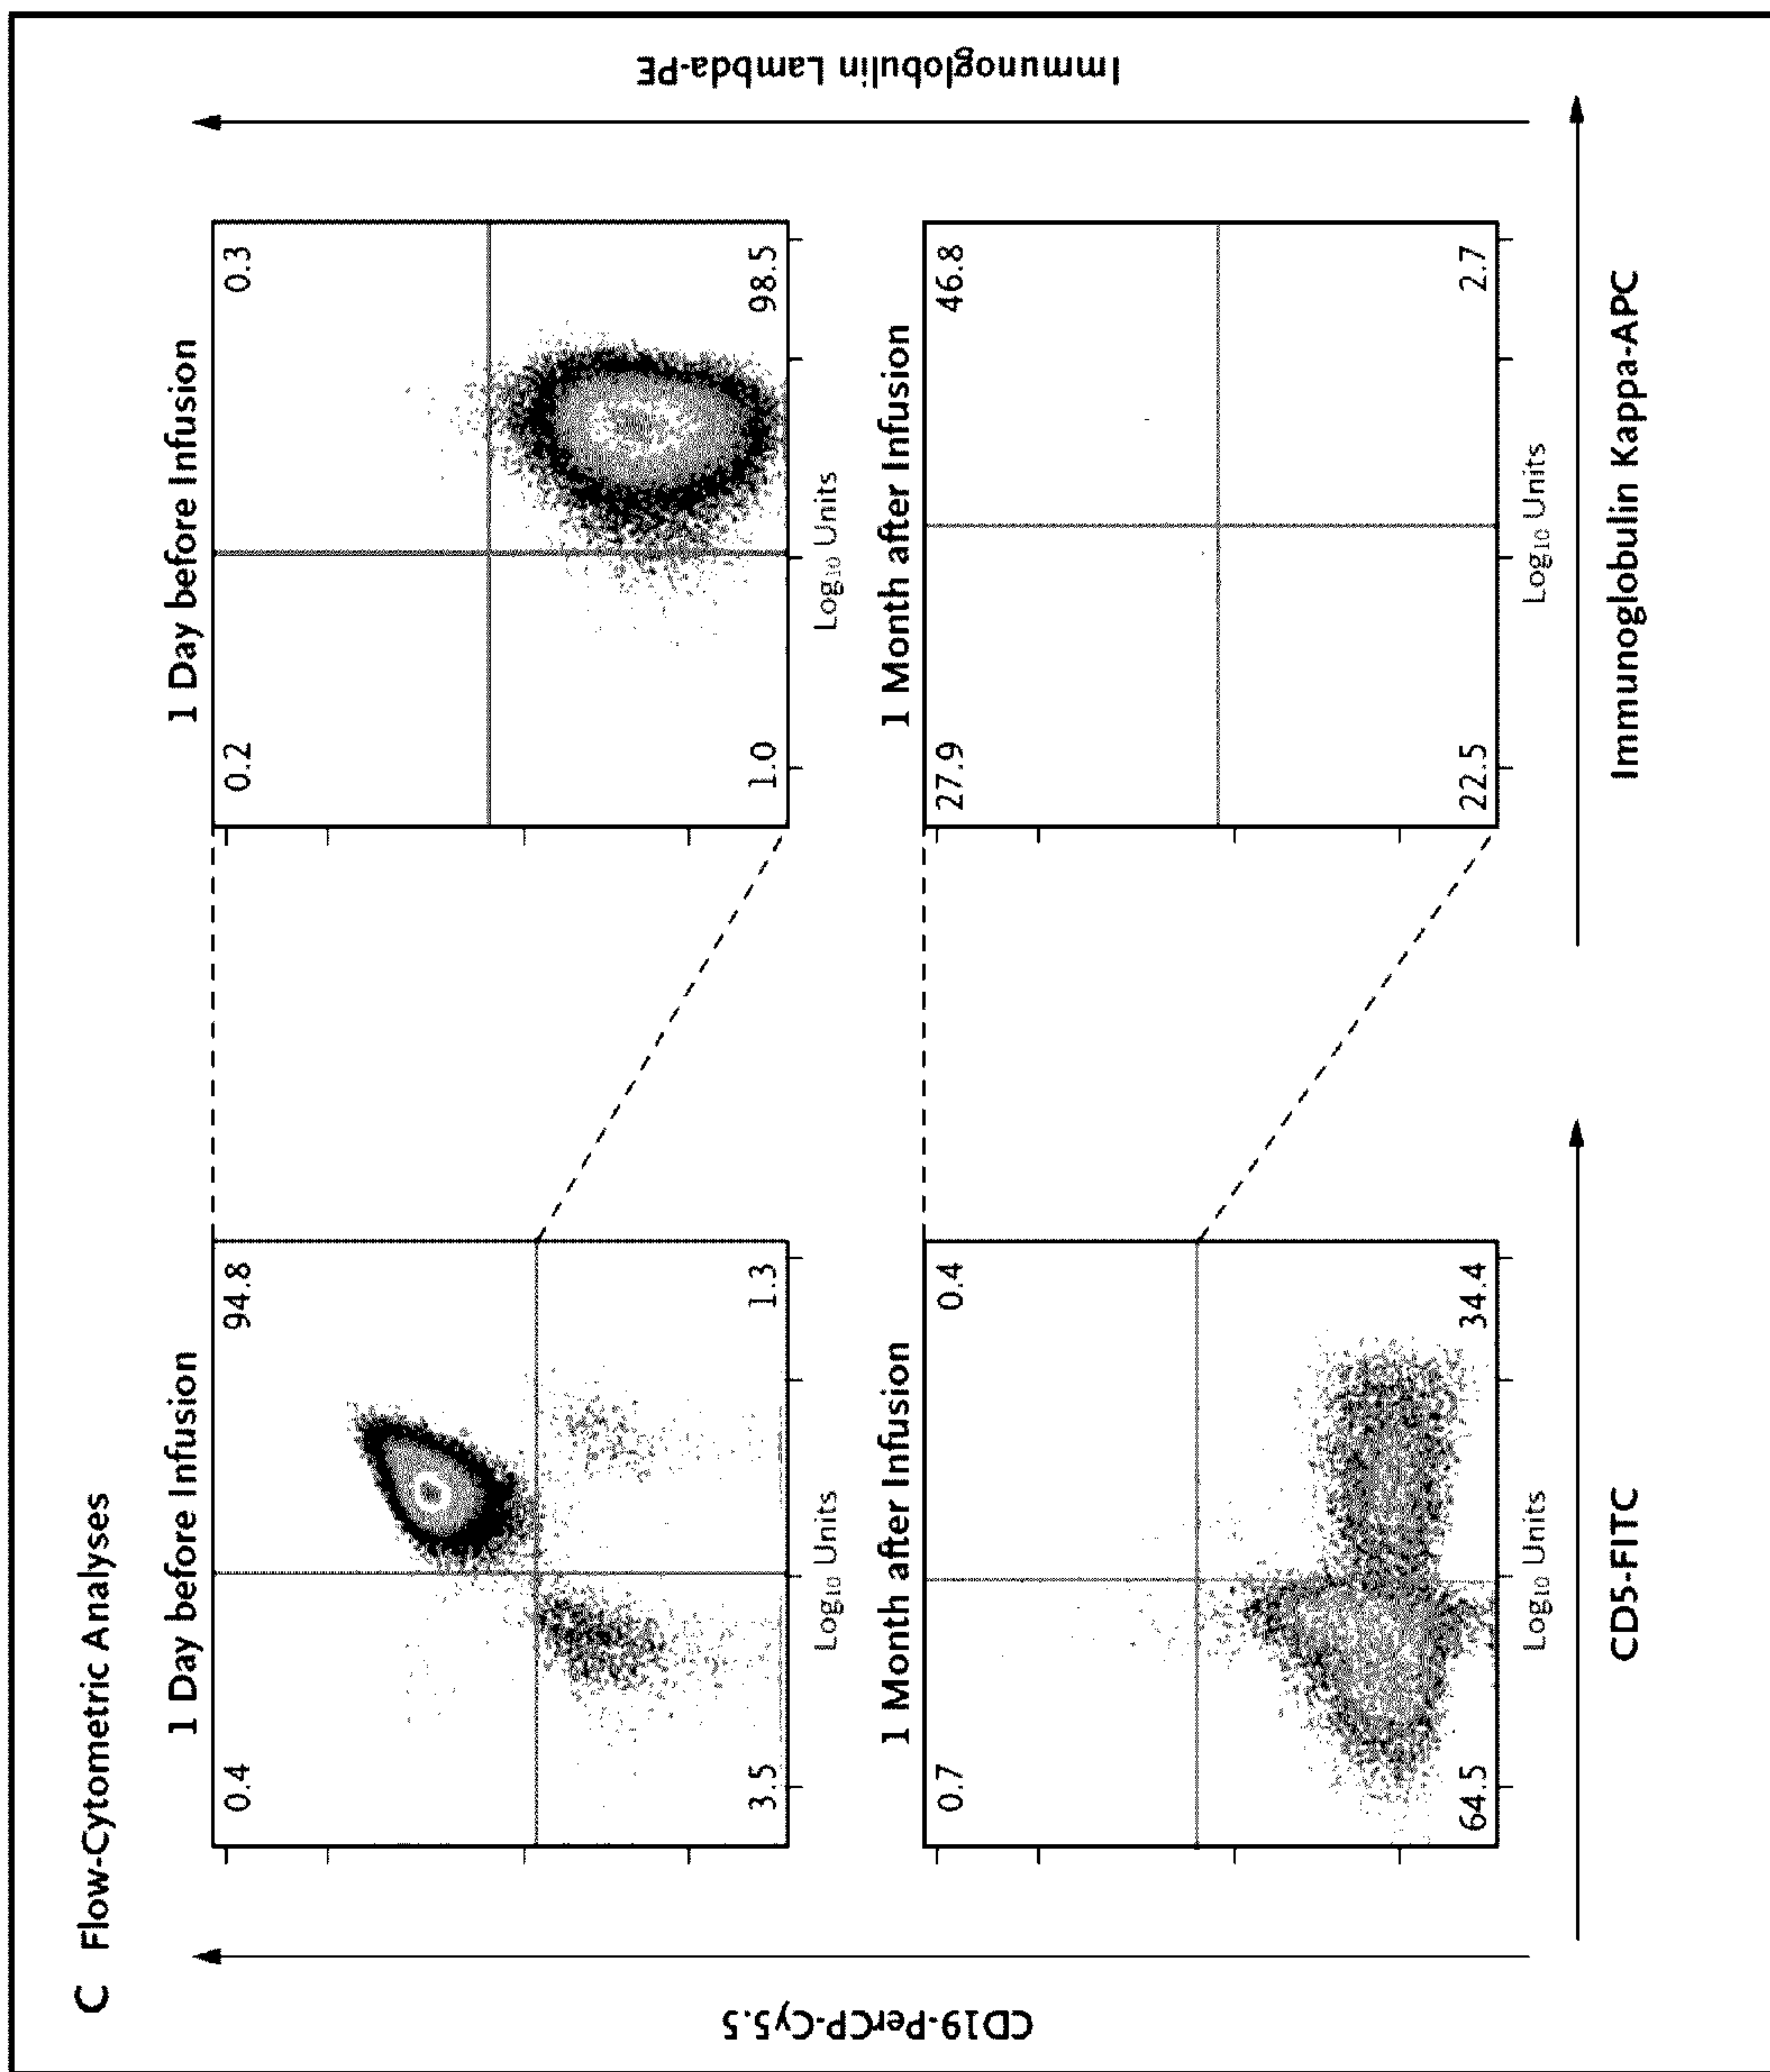 C Flow-Cytometric Analyses
1 Day before Infusion
0.4
94.8
3.5
1.3
Log10 Units
1 Day before Infusion
0.2
0.3
1.0
98.5
Log10 Units
1 Month after Infusion
0.7
0.4
64.5
34.4
Log10 Units
1 Month after Infusion
27.9
46.8
22.5
2.7
Log10 Units
CD19-PerCP-Cy5.5
CD5-FITC
Immunoglobulin Kappa-APC
Immunoglobulin Lambda-PE